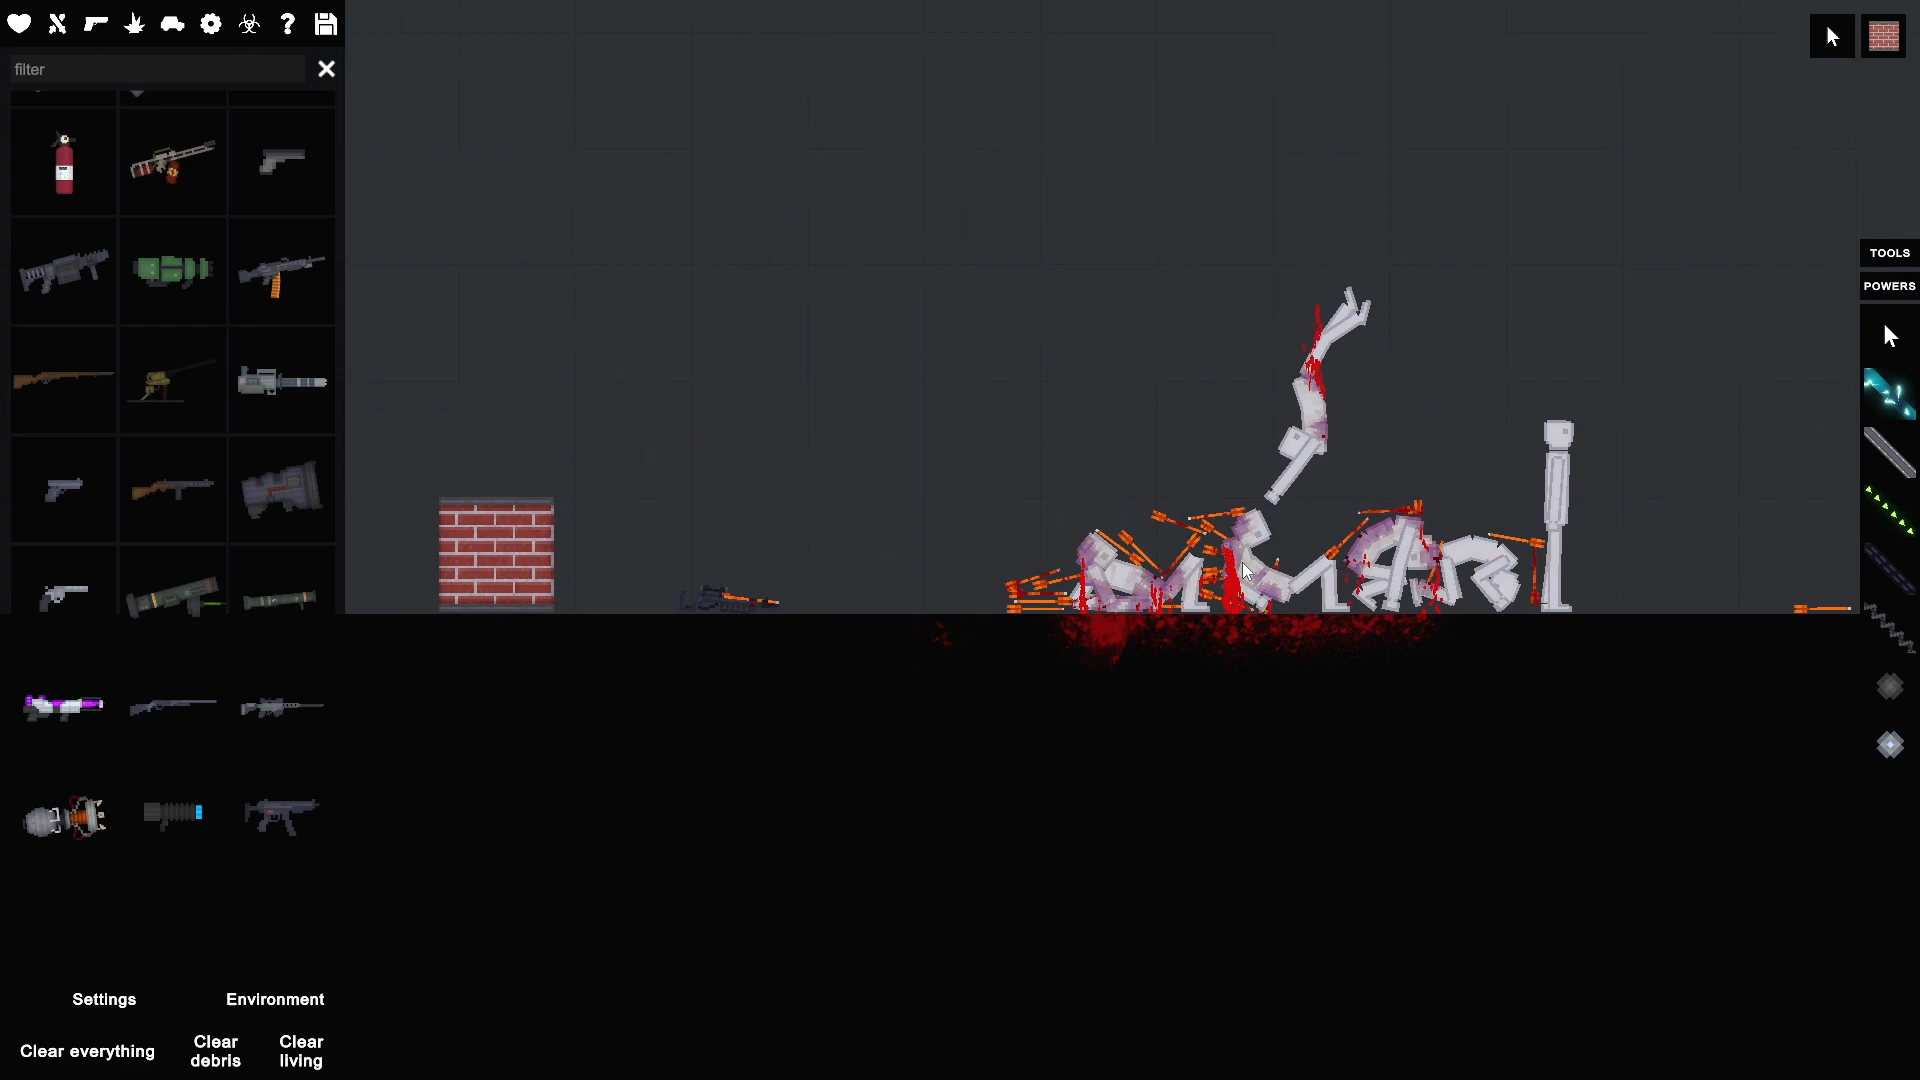 filter
TOOLS
POWERS
Settings
Environment
Clear everything
Clear
debris
Clear
living